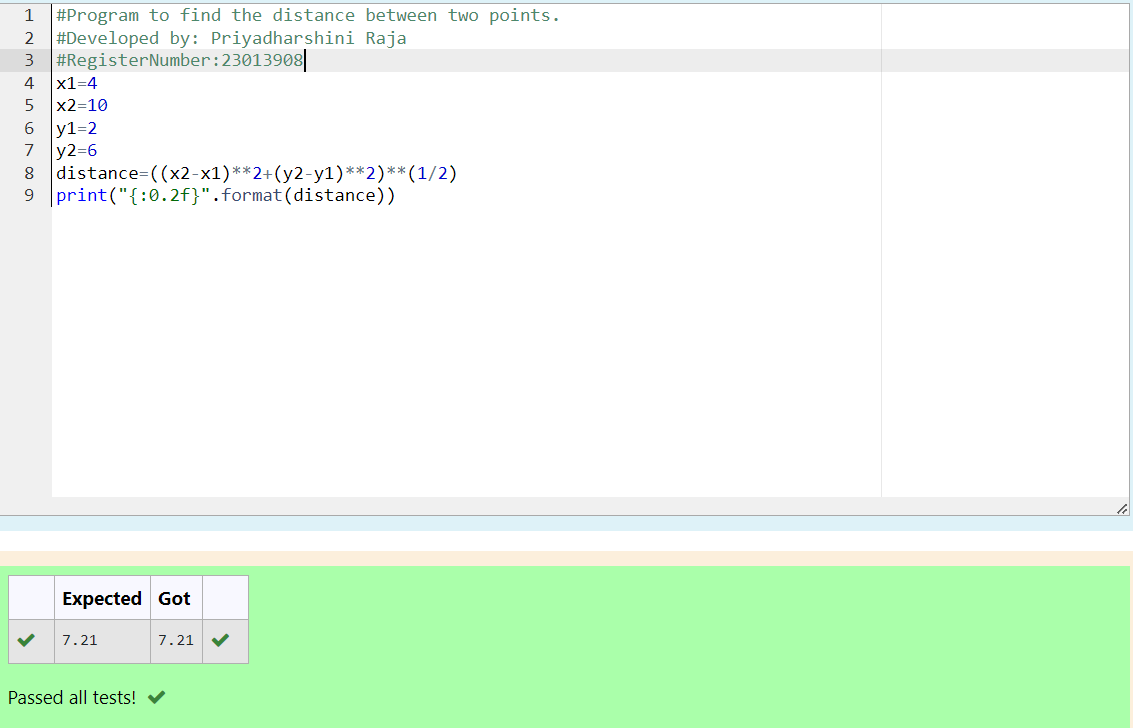 1 #Program to find the distance between two points.
2 #Developed by: Priyadharshini Raja
3 #RegisterNumber:23013908
4 x1=4
5 x2=10
6 y1=2
7 y2=6
8 distance=((x2-x1)**2+(y2-y1)**2)**(1/2)
9 print("{:0.2f}".format(distance))
Expected Got
7.21 7.21
Passed all tests!